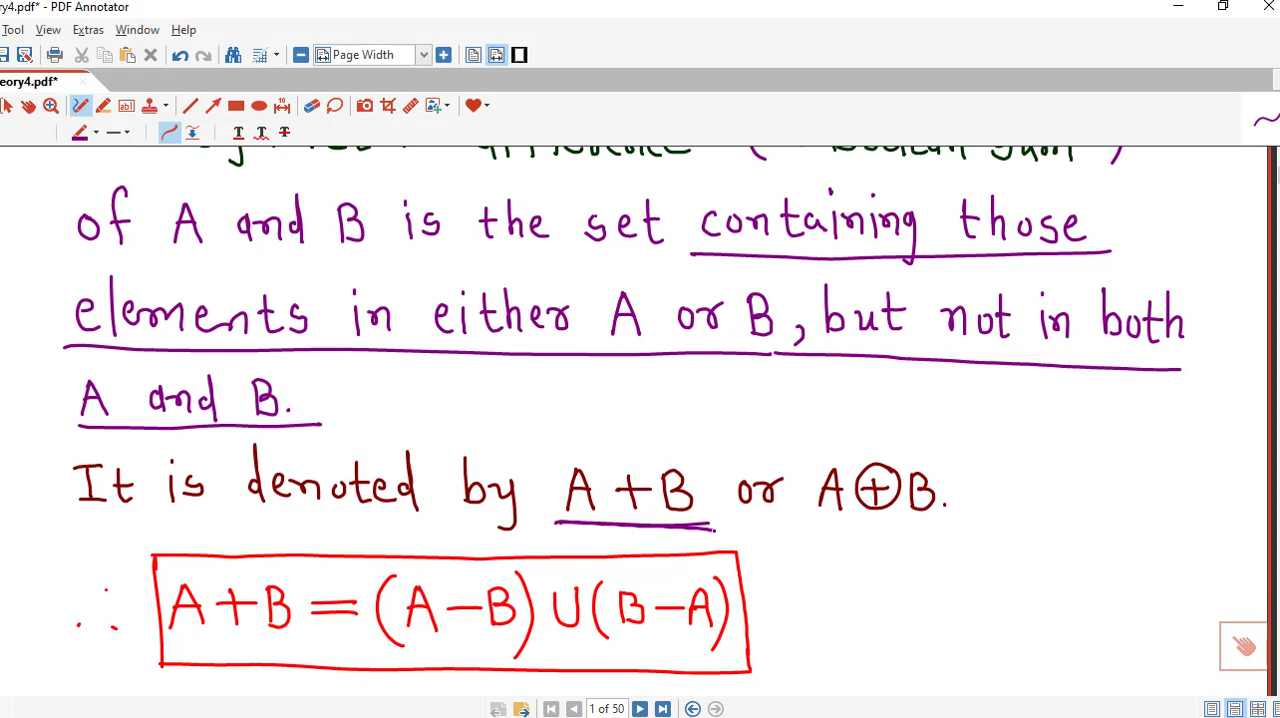 eory4.pdf* - PDF Annotator
Tool View Extras Window Help
Page Width
eory4.pdf*
of A and B is the set containing those
elements in either A or B, but not in both
A and B.
It is denoted by A + B or A ⊕ B.
∴ A + B = (A - B) ∪ (B - A)
1 of 50